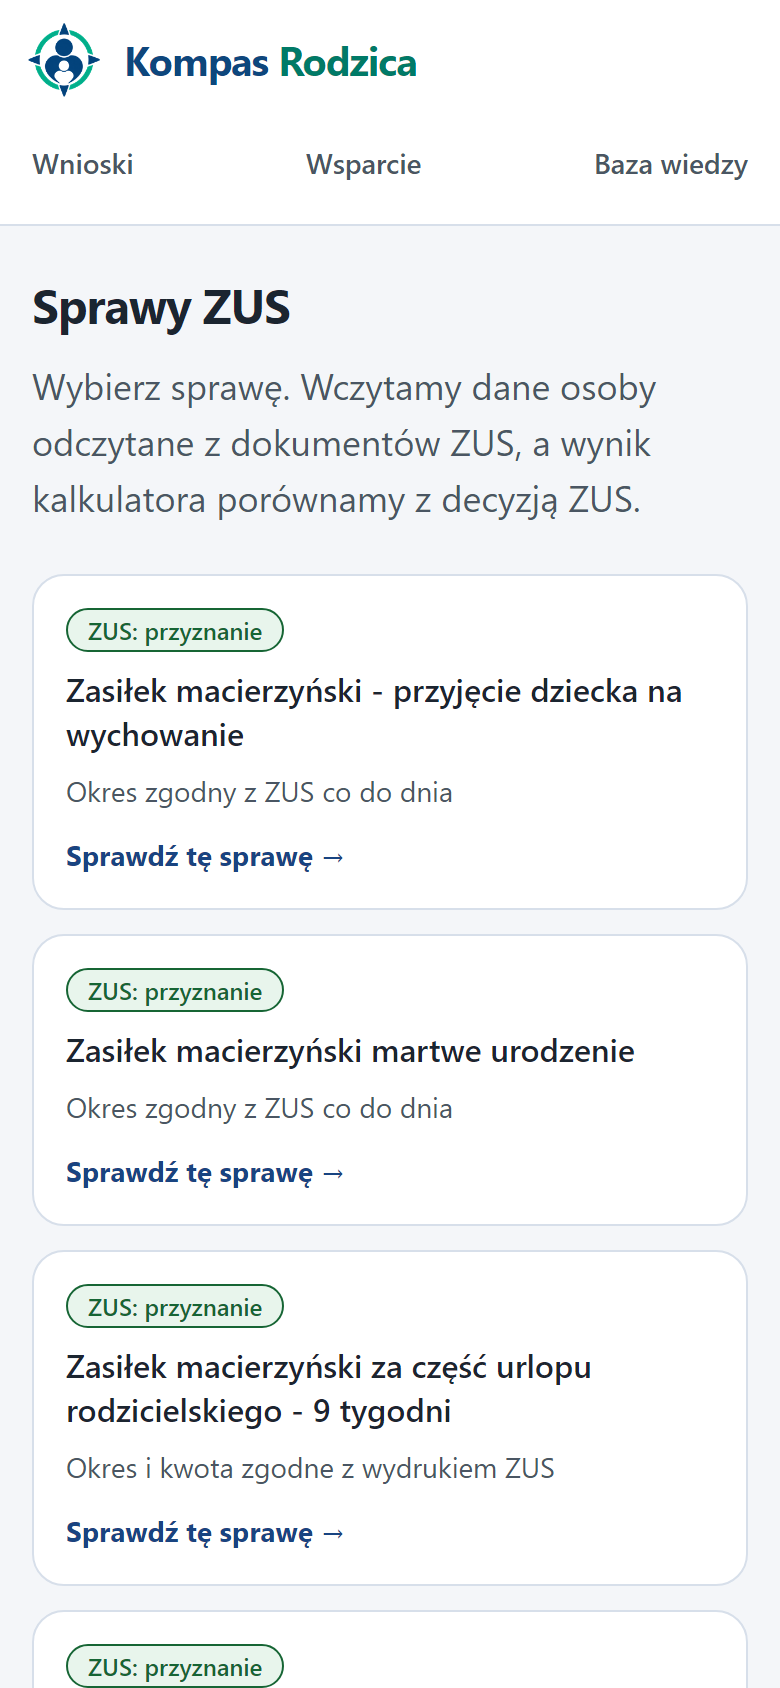 Kompas Rodzica
Wnioski Wsparcie Baza wiedzy
Sprawy ZUS
Wybierz sprawę. Wczytamy dane osoby
odczytane z dokumentów ZUS, a wynik
kalkulatora porównamy z decyzją ZUS.
ZUS: przyznanie
Zasiłek macierzyński - przyjęcie dziecka na
wychowanie
Okres zgodny z ZUS co do dnia
Sprawdź tę sprawę →
ZUS: przyznanie
Zasiłek macierzyński martwe urodzenie
Okres zgodny z ZUS co do dnia
Sprawdź tę sprawę →
ZUS: przyznanie
Zasiłek macierzyński za część urlopu
rodzicielskiego - 9 tygodni
Okres i kwota zgodne z wydrukiem ZUS
Sprawdź tę sprawę →
ZUS: przyznanie